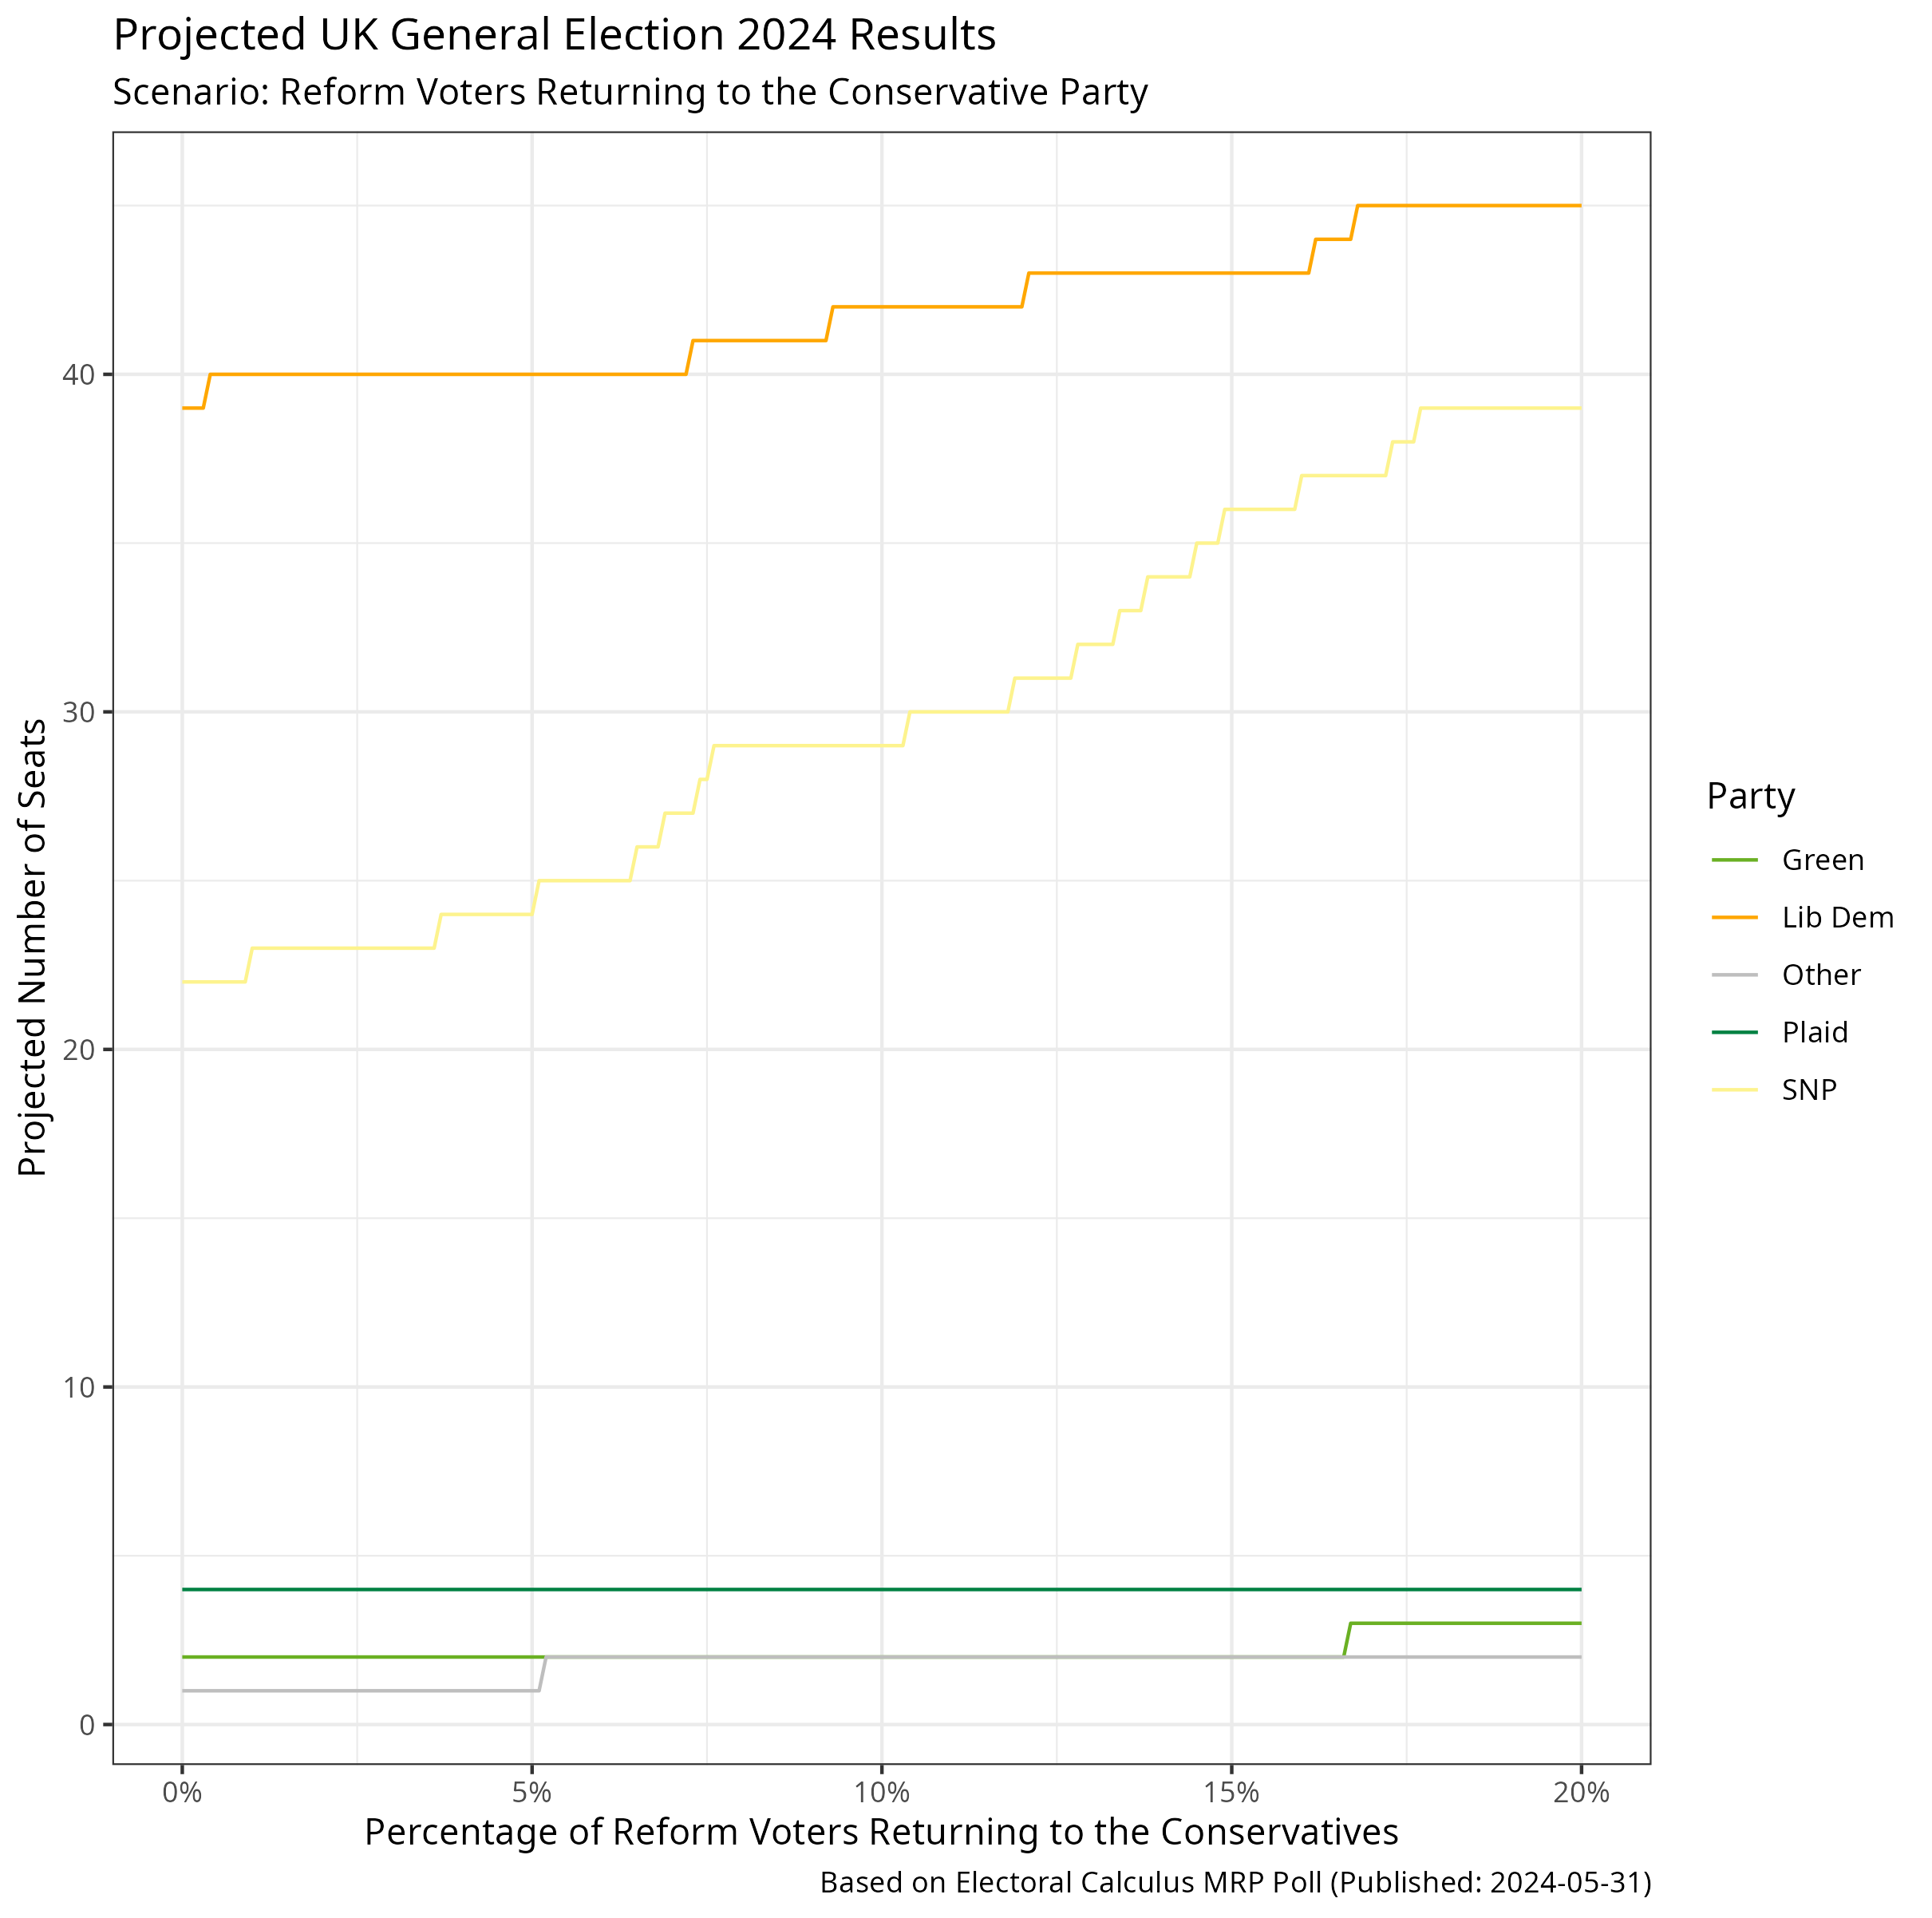 Projected UK General Election 2024 Results
Scenario: Reform Voters Returning to the Conservative Party
Projected Number of Seats
40
30
20
10
0
0%
5%
10%
15%
20%
Percentage of Reform Voters Returning to the Conservatives
Based on Electoral Calculus MRP Poll (Published: 2024-05-31)
Party
Green
Lib Dem
Other
Plaid
SNP